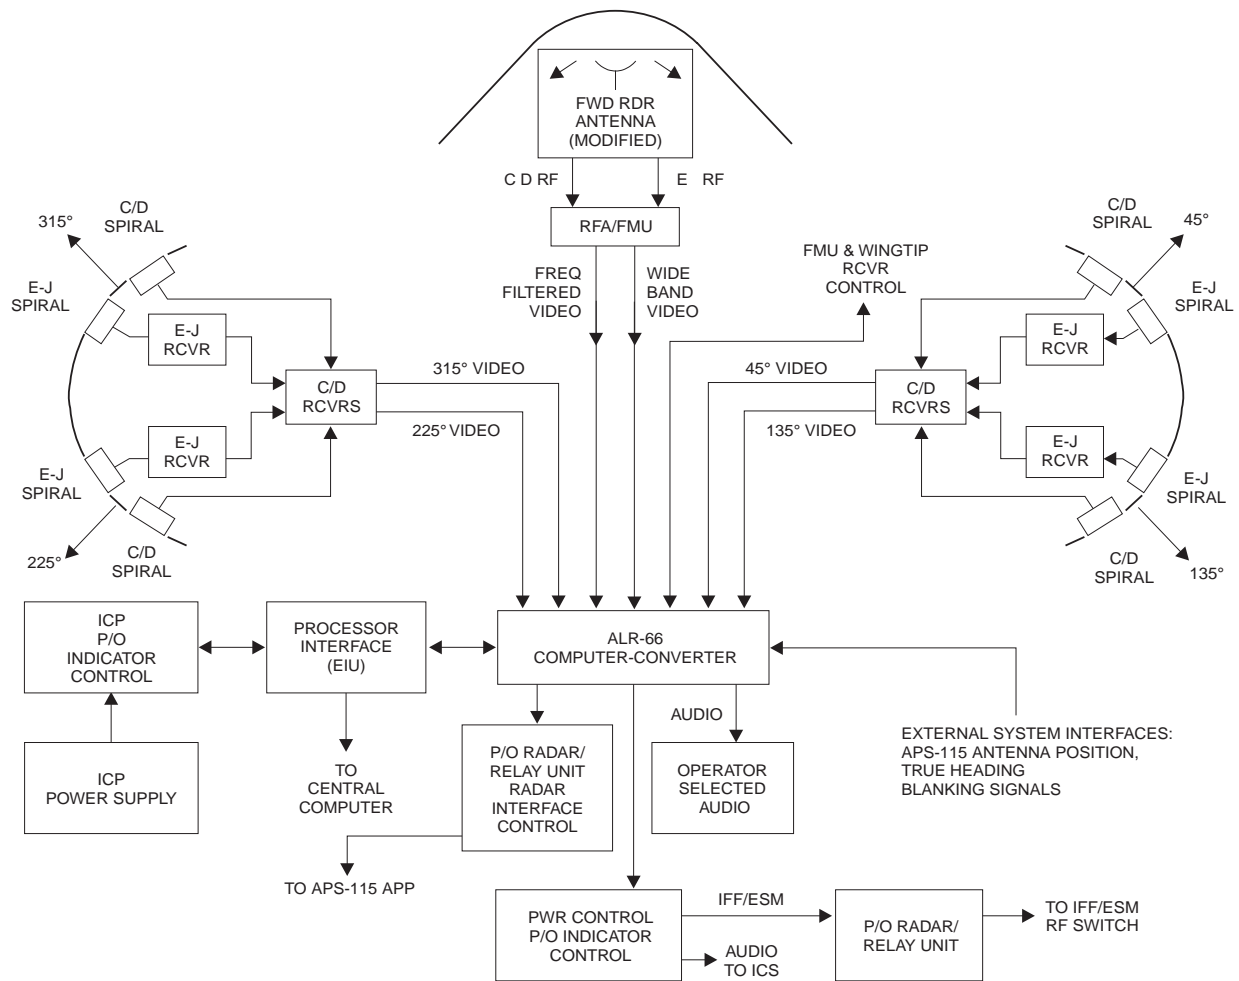 FWD RDR
ANTENNA
(MODIFIED)
C D RF
E RF
RFA/FMU
FREQ
FILTERED
VIDEO
WIDE
BAND
VIDEO
FMU & WINGTIP
RCVR
CONTROL
315°
C/D
SPIRAL
E-J
SPIRAL
E-J
RCVR
C/D
RCVRS
E-J
RCVR
E-J
SPIRAL
225°
C/D
SPIRAL
315° VIDEO
225° VIDEO
C/D
SPIRAL
45°
E-J
SPIRAL
E-J
RCVR
45° VIDEO
C/D
RCVRS
135° VIDEO
E-J
RCVR
E-J
SPIRAL
C/D
SPIRAL
135°
ICP
P/O
INDICATOR
CONTROL
PROCESSOR
INTERFACE
(EIU)
ALR-66
COMPUTER-CONVERTER
ICP
POWER SUPPLY
TO
CENTRAL
COMPUTER
P/O RADAR/
RELAY UNIT
RADAR
INTERFACE
CONTROL
AUDIO
OPERATOR
SELECTED
AUDIO
EXTERNAL SYSTEM INTERFACES:
APS-115 ANTENNA POSITION,
TRUE HEADING
BLANKING SIGNALS
TO APS-115 APP
PWR CONTROL
P/O INDICATOR
CONTROL
IFF/ESM
AUDIO
TO ICS
P/O RADAR/
RELAY UNIT
TO IFF/ESM
RF SWITCH